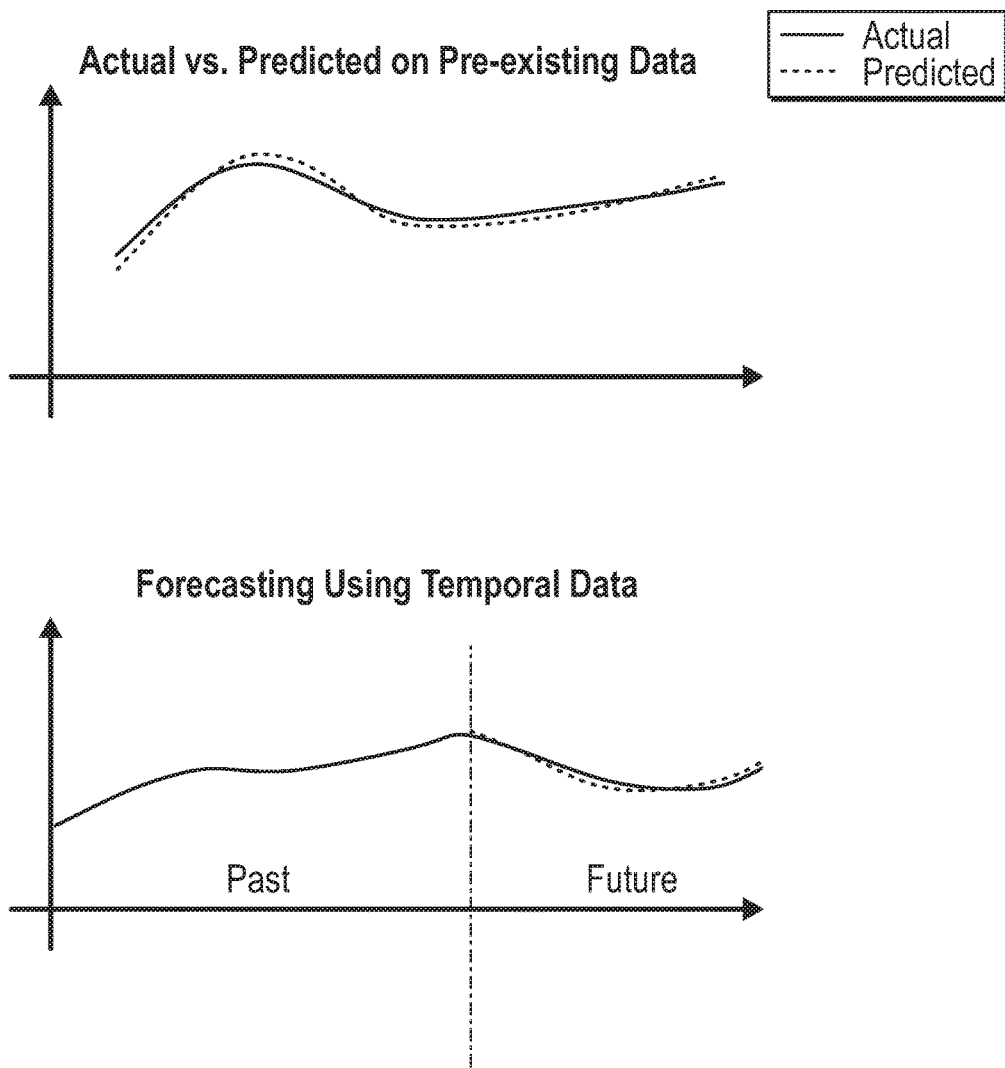 Actual vs. Predicted on Pre-existing Data
Actual
Predicted
Forecasting Using Temporal Data
Past
Future